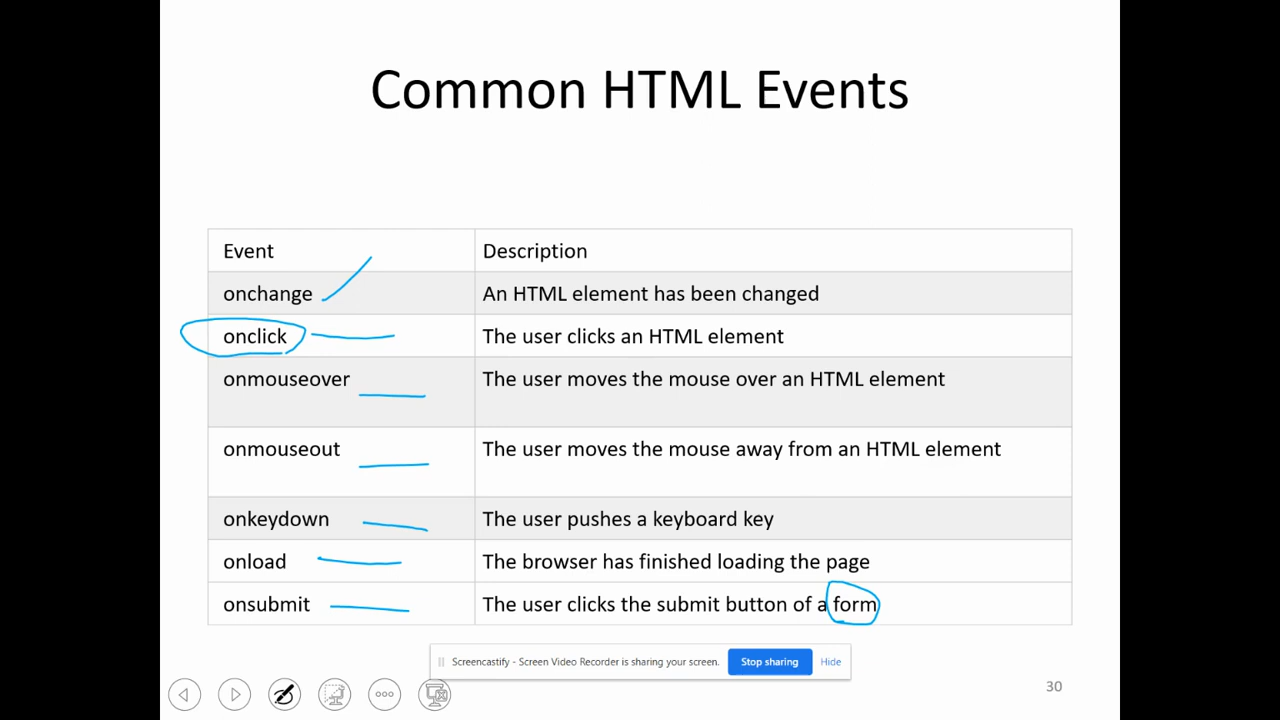 Common HTML Events
Event Description
onchange An HTML element has been changed
onclick The user clicks an HTML element
onmouseover The user moves the mouse over an HTML element
onmouseout The user moves the mouse away from an HTML element
onkeydown The user pushes a keyboard key
onload The browser has finished loading the page
onsubmit The user clicks the submit button of a form
Screencastify - Screen Video Recorder is sharing your screen. Stop sharing Hide
30